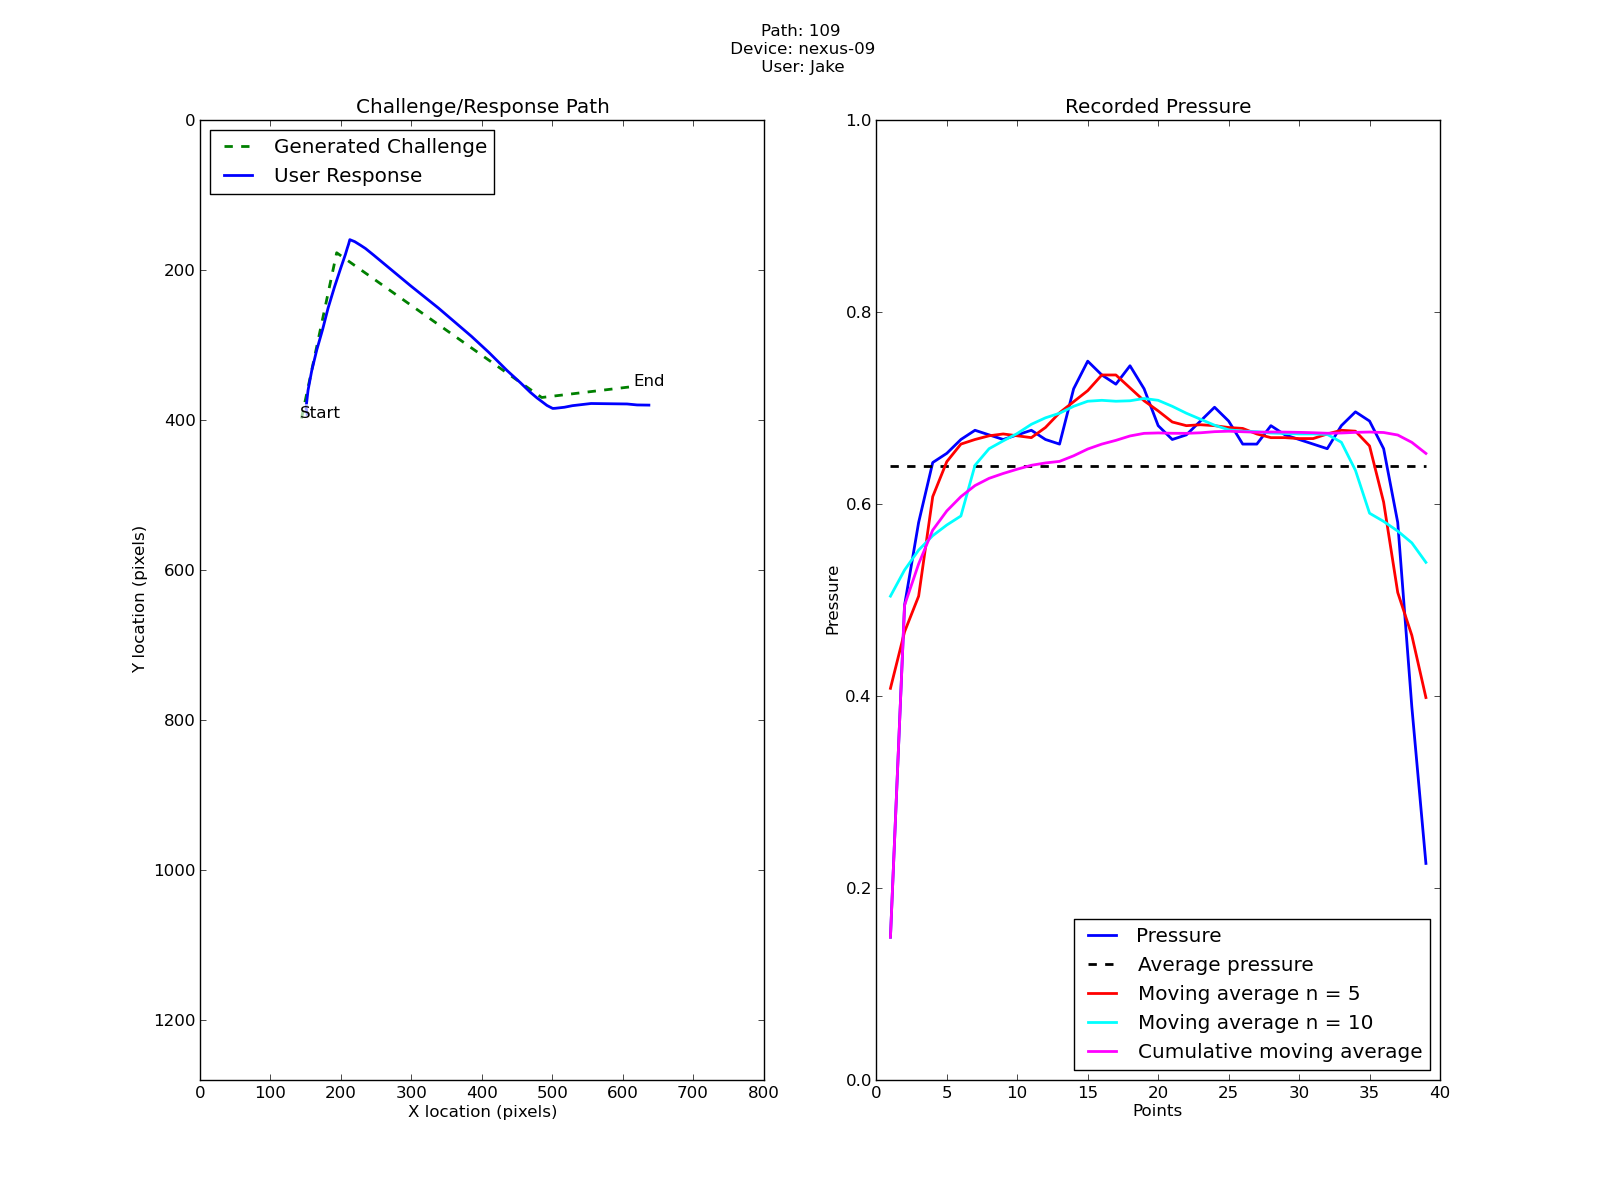 Path: 109
Device: nexus-09
User: Jake
Challenge/Response Path
0
200
400
600
800
1000
1200
Y location (pixels)
Generated Challenge
User Response
Start
End
0 100 200 300 400 500 600 700 800
X location (pixels)
Recorded Pressure
1.0
0.8
0.6
0.4
0.2
0.0
Pressure
Pressure
Average pressure
Moving average n = 5
Moving average n = 10
Cumulative moving average
0 5 10 15 20 25 30 35 40
Points